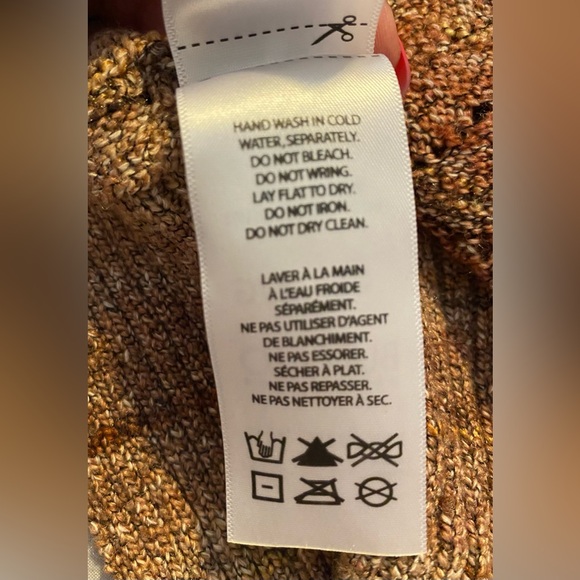 HAND WASH IN COLD
WATER, SEPARATELY.
DO NOT BLEACH.
DO NOT WRING.
LAY FLAT TO DRY.
DO NOT IRON.
DO NOT DRY CLEAN.
LAVER À LA MAIN
À L'EAU FROIDE
SÉPARÉMENT.
NE PAS UTILISER D'AGENT
DE BLANCHIMENT.
NE PAS ESSORER.
SÉCHER À PLAT.
NE PAS REPASSER.
NE PAS NETTOYER À SEC.